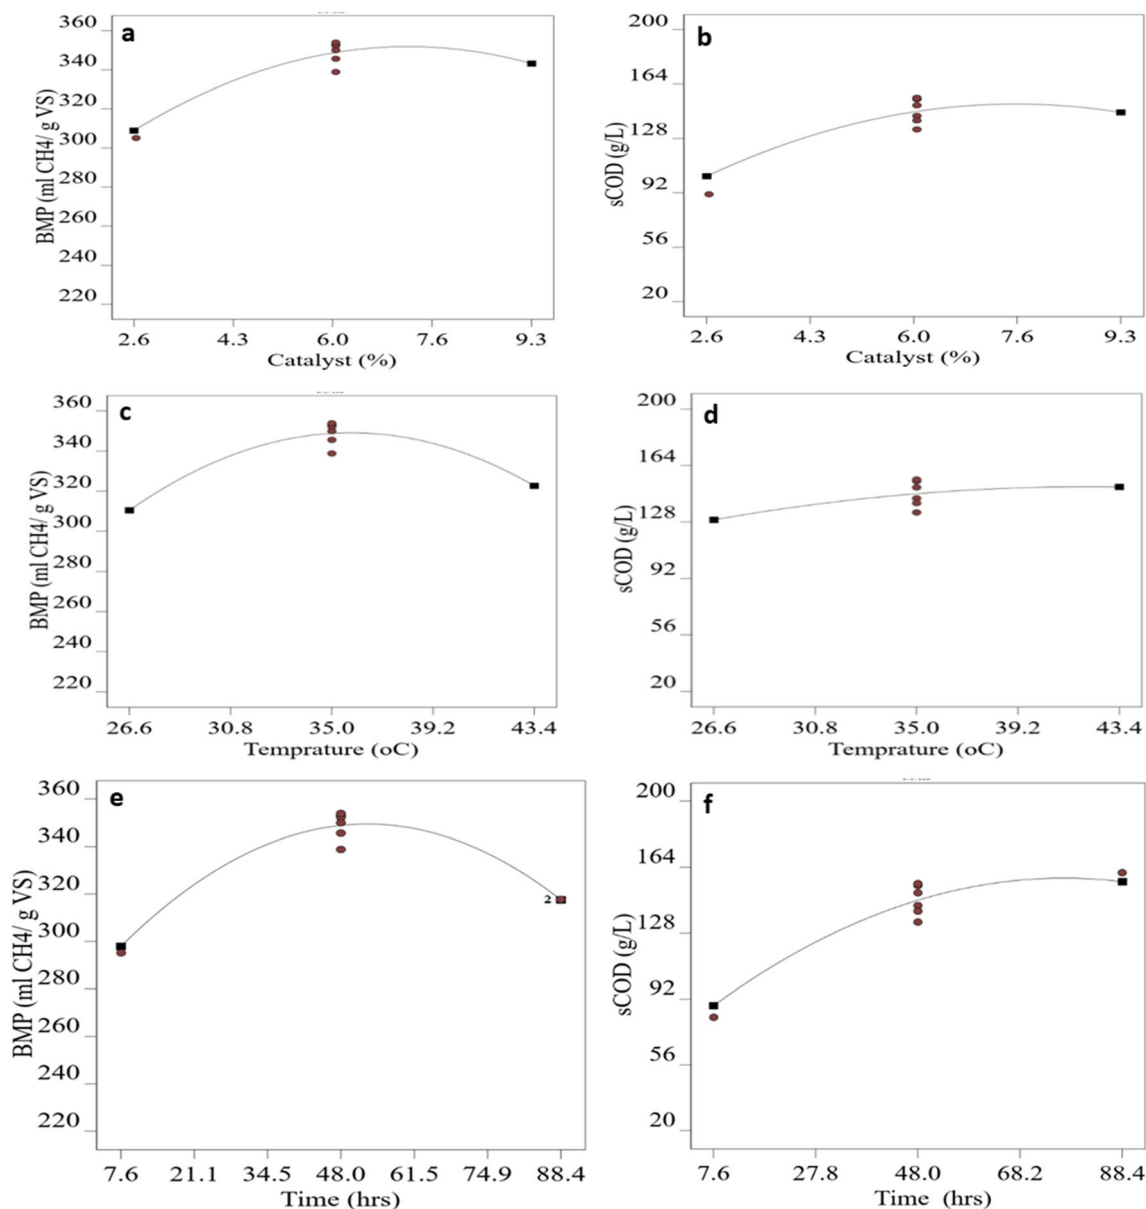 a
360
340
320
300
280
260
240
220
BMP (ml CH4/ g VS)
2.6 4.3 6.0 7.6 9.3
Catalyst (%)
b
200
164
128
92
56
20
sCOD (g/L)
2.6 4.3 6.0 7.6 9.3
Catalyst (%)
c
360
340
320
300
280
260
240
220
BMP (ml CH4/ g VS)
26.6 30.8 35.0 39.2 43.4
Temprature (oC)
d
200
164
128
92
56
20
sCOD (g/L)
26.6 30.8 35.0 39.2 43.4
Temprature (oC)
e
360
340
320
300
280
260
240
220
BMP (ml CH4/ g VS)
2
7.6 21.1 34.5 48.0 61.5 74.9 88.4
Time (hrs)
f
200
164
128
92
56
20
sCOD (g/L)
7.6 27.8 48.0 68.2 88.4
Time (hrs)